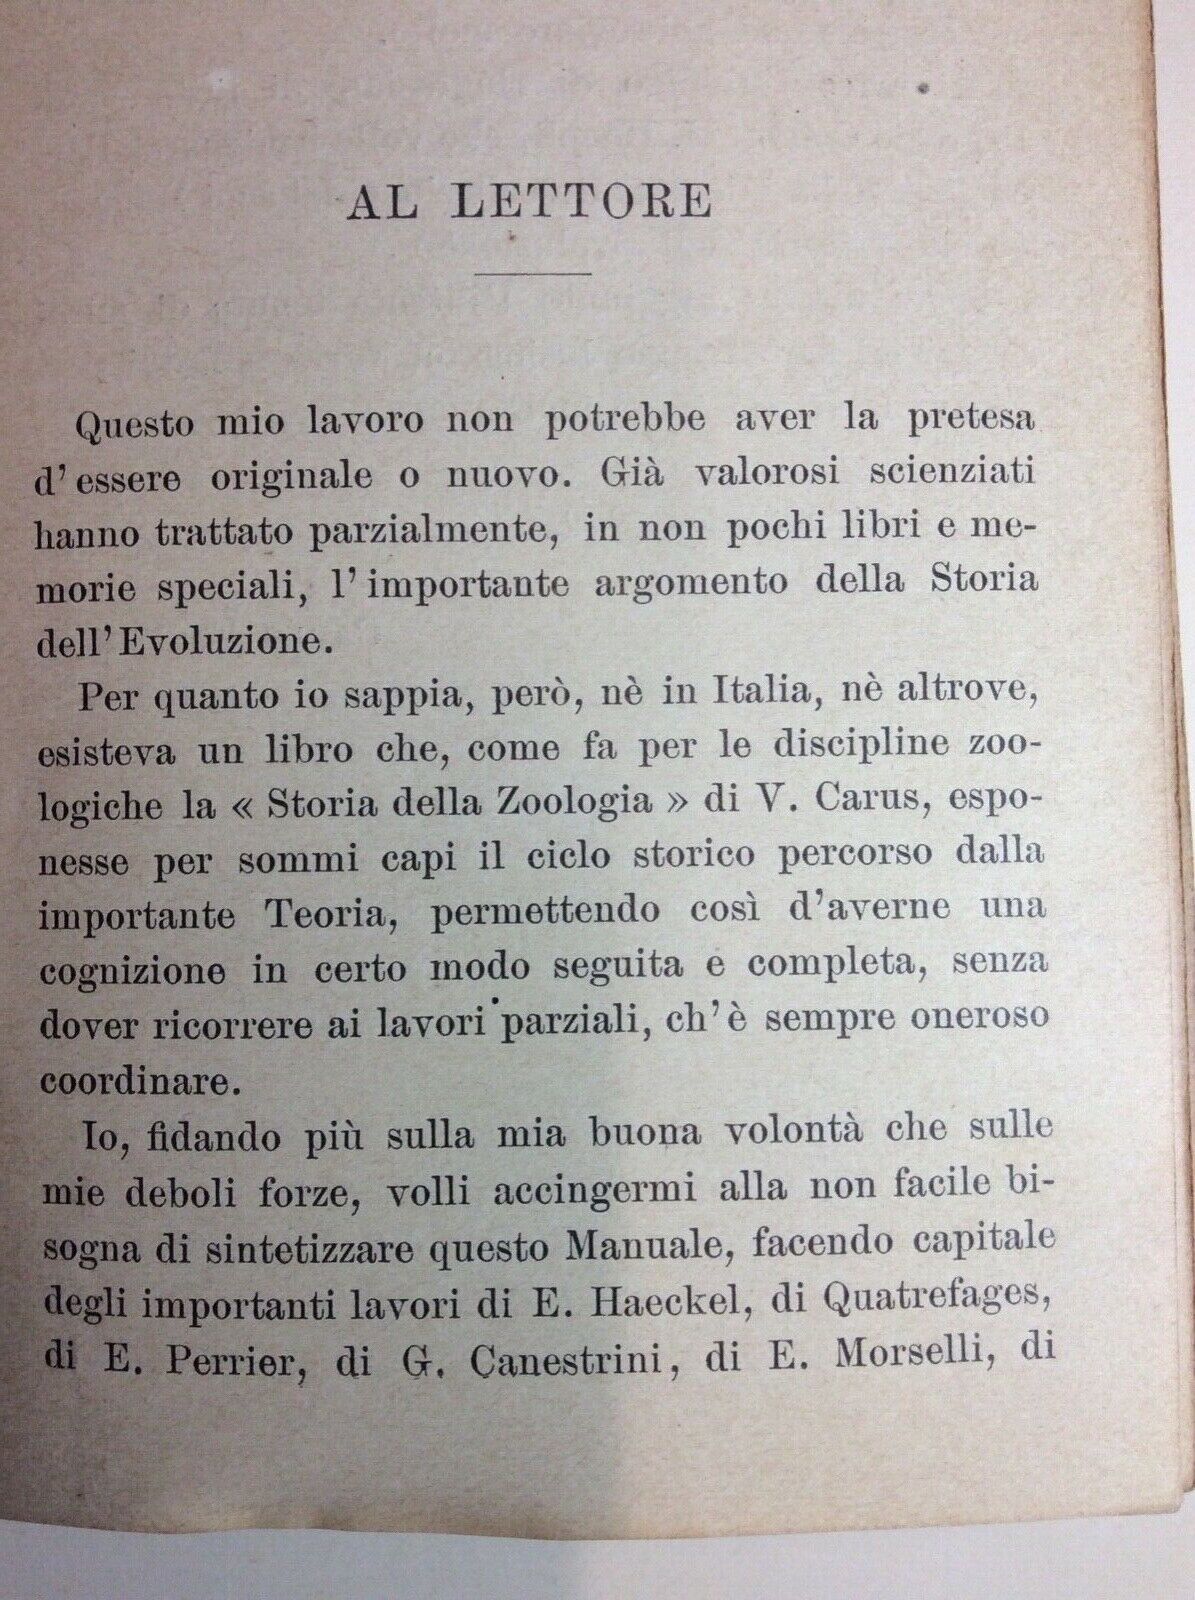 AL LETTORE
Questo mio lavoro non potrebbe aver la pretesa
d' essere originale o nuovo. Già valorosi scienziati
hanno trattato parzialmente, in non pochi libri e me-
morie speciali, l' importante argomento della Storia
dell' Evoluzione.
Per quanto io sappia, però, nè in Italia, nè altrove,
esisteva un libro che, come fa per le discipline zoo-
logiche la « Storia della Zoologia » di V. Carus, espo-
nesse per sommi capi il ciclo storico percorso dalla
importante Teoria, permettendo così d'averne una
cognizione in certo modo seguita e completa, senza
dover ricorrere ai lavori parziali, ch' è sempre oneroso
coordinare.
Io, fidando più sulla mia buona volontà che sulle
mie deboli forze, volli accingermi alla non facile bi-
sogna di sintetizzare questo Manuale, facendo capitale
degli importanti lavori di E. Haeckel, di Quatrefages,
di E. Perrier, di G. Canestrini, di E. Morselli, di